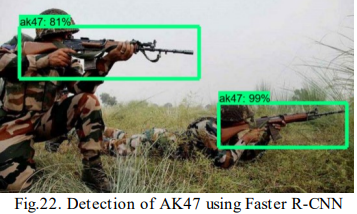 ak47: 81%
ak47: 99%
Fig.22. Detection of AK47 using Faster R-CNN